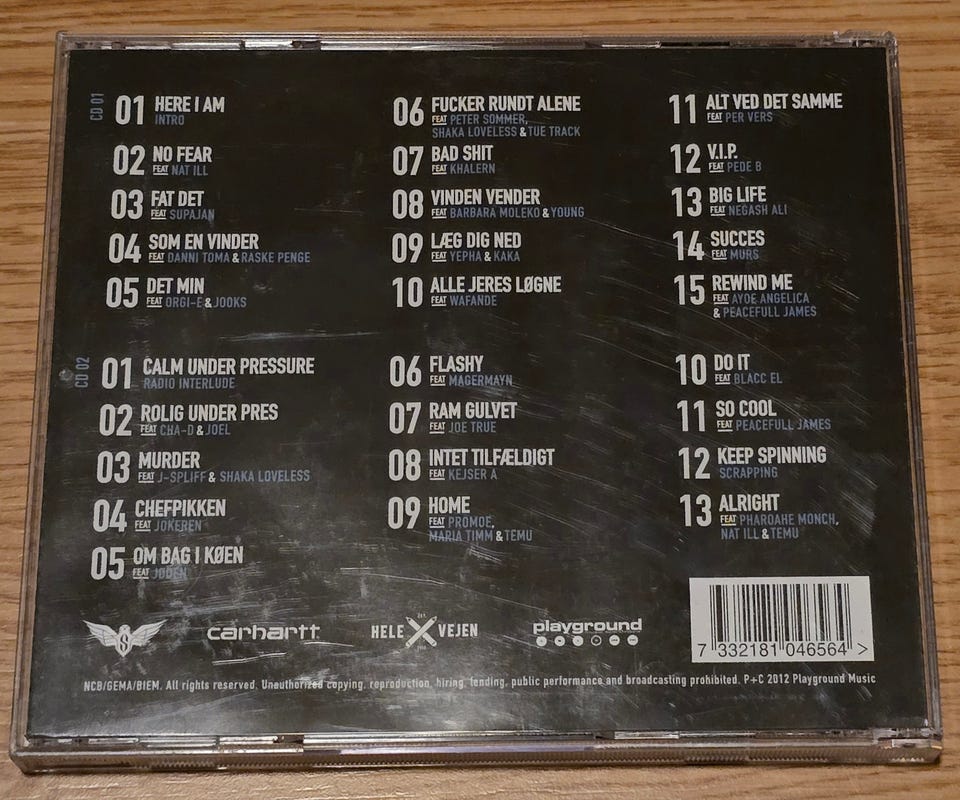 CD 01
01 HERE I AM
INTRO
02 NO FEAR
FEAT NAT ILL
03 FAT DET
FEAT SUPAJAN
04 SOM EN VINDER
FEAT DANNI TOMA & RASKE PENGE
05 DET MIN
FEAT ORGI-E & JOOKS
06 FUCKER RUNDT ALENE
FEAT PETER SOMMER,
SHAKA LOVELESS & TUE TRACK
07 BAD SHIT
FEAT KHALERN
08 VINDEN VENDER
FEAT BARBARA MOLEKO & YOUNG
09 LÆG DIG NED
FEAT YEPHA & KAKA
10 ALLE JERES LØGNE
FEAT WAFANDE
11 ALT VED DET SAMME
FEAT PER VERS
12 V.I.P.
FEAT PEDE B
13 BIG LIFE
FEAT NEGASH ALI
14 SUCCES
FEAT MURS
15 REWIND ME
FEAT AYOE ANGELICA
& PEACEFULL JAMES
CD 02
01 CALM UNDER PRESSURE
RADIO INTERLUDE
02 ROLIG UNDER PRES
FEAT CHA-D & JOEL
03 MURDER
FEAT J-SPLIFF & SHAKA LOVELESS
04 CHEFPIKKEN
FEAT JOKEREN
05 OM BAG I KØEN
FEAT JØDEN
06 FLASHY
FEAT MAGERMAYN
07 RAM GULVET
FEAT JOE TRUE
08 INTET TILFÆLDIGT
FEAT KEJSER A
09 HOME
FEAT PROMOE,
MARIA TIMM & TEMU
10 DO IT
FEAT BLACC EL
11 SO COOL
FEAT PEACEFULL JAMES
12 KEEP SPINNING
SCRAPPING
13 ALRIGHT
FEAT PHAROAHE MONCH,
NAT ILL & TEMU
carhartt
HELE VEJEN
playground
7 332181 046564 >
NCB/GEMA/BIEM. All rights reserved. Unauthorized copying, reproduction, hiring, lending, public performance and broadcasting prohibited. P+C 2012 Playground Music